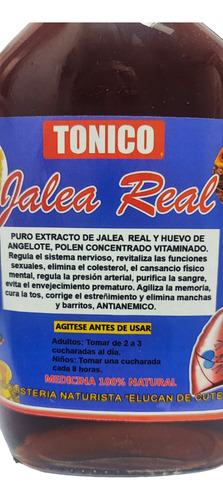 TONICO
Jalea Real
PURO EXTRACTO DE JALEA REAL Y HUEVO DE
ANGELOTE, POLEN CONCENTRADO VITAMINADO.
Regula el sistema nervioso, revitaliza las funciones
sexuales, elimina el colesterol, el cansancio físico
mental, regula la presión arterial, purifica la sangre,
evita el envejecimiento prematuro. Agiliza la memoria,
cura la tos, corrige el estreñimiento y elimina manchas
y barritos, ANTIANEMICO.
AGITESE ANTES DE USAR
Adultos: Tomar de 2 a 3
cucharadas al día.
Niños: Tomar una cucharada
cada 8 horas.
MEDICINA 100% NATURAL
ISTERIA NATURISTA "ELUCAN DE CUTE